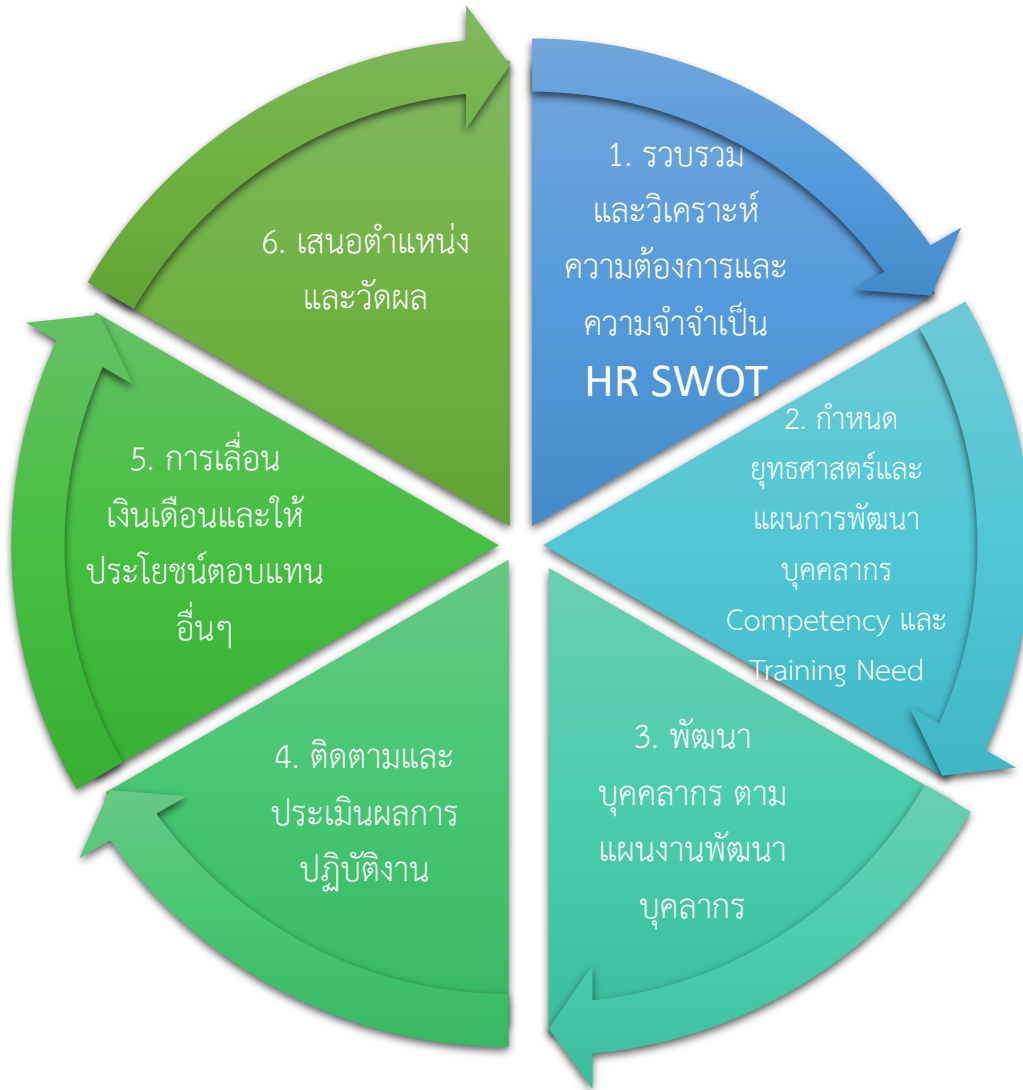 1. รวบรวม
และวิเคราะห์
ความต้องการและ
ความจำจำเป็น
HR SWOT
2. กำหนด
ยุทธศาสตร์และ
แผนการพัฒนา
บุคคลากร
Competency และ
Training Need
3. พัฒนา
บุคคลากร ตาม
แผนงานพัฒนา
บุคลากร
4. ติดตามและ
ประเมินผลการ
ปฏิบัติงาน
5. การเลื่อน
เงินเดือนและให้
ประโยชน์ตอบแทน
อื่นๆ
6. เสนอตำแหน่ง
และวัดผล